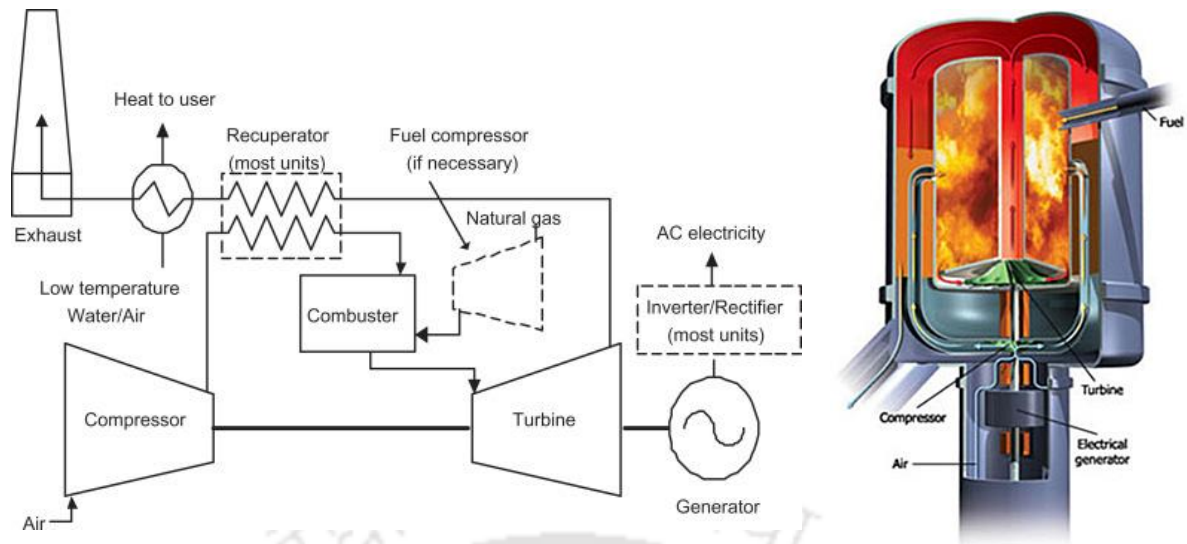 Heat to user
Recuperator
(most units)
Fuel compressor
(if necessary)
Natural gas
Exhaust
AC electricity
Low temperature
Water/Air
Combuster
Inverter/Rectifier
(most units)
Compressor
Turbine
Generator
Air
Fuel
Turbine
Compressor
Electrical
generator
Air